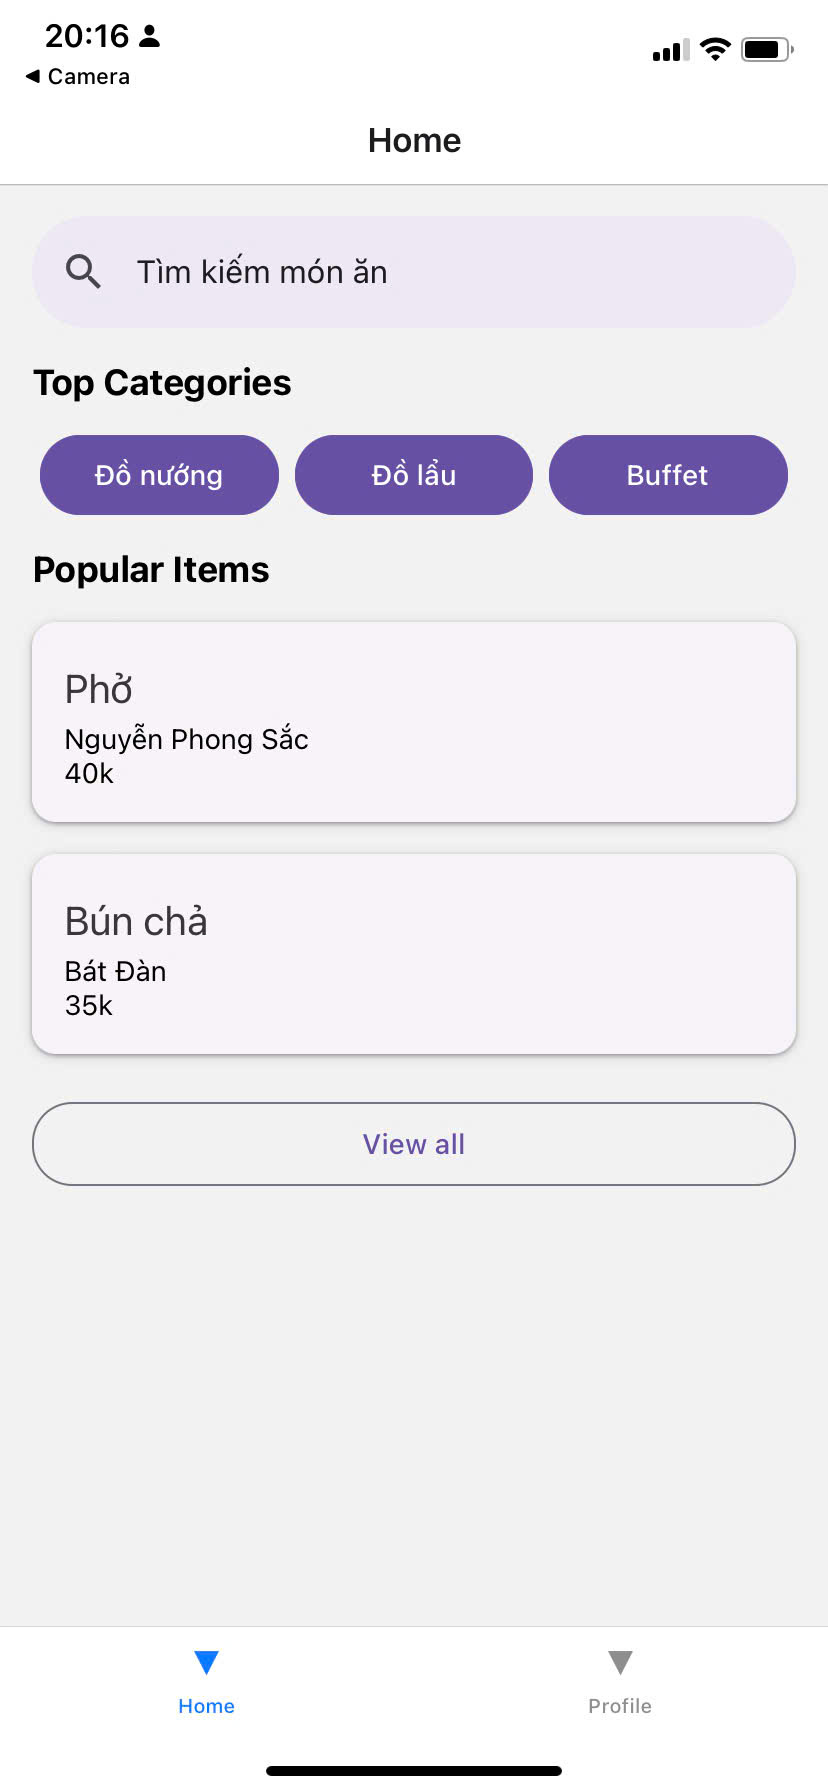 20:16
Camera
Home
Tìm kiếm món ăn
Top Categories
Đồ nướng
Đồ lẩu
Buffet
Popular Items
Phở
Nguyễn Phong Sắc
40k
Bún chả
Bát Đàn
35k
View all
Home
Profile